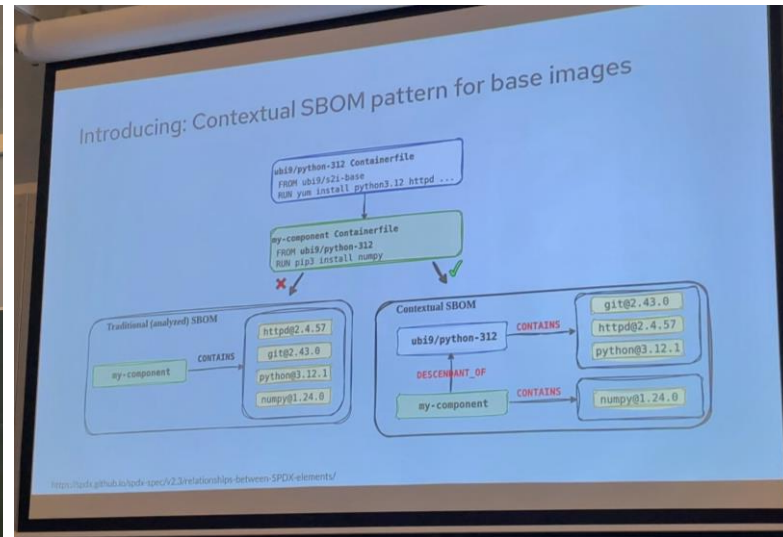 Introducing: Contextual SBOM pattern for base images
ubi9/python-312 Containerfile
FROM ubi9/s2i-base
RUN yum install python3.12 httpd ...
my-component Containerfile
FROM ubi9/python-312
RUN pip3 install numpy
Traditional (analyzed) SBOM
my-component
CONTAINS
httpd@2.4.57
git@2.43.0
python@3.12.1
numpy@1.24.0
Contextual SBOM
ubi9/python-312
CONTAINS
git@2.43.0
httpd@2.4.57
python@3.12.1
DESCENDANT_OF
my-component
CONTAINS
numpy@1.24.0
https://spdx.github.io/spdx-spec/v2.3/relationships-between-SPDX-elements/